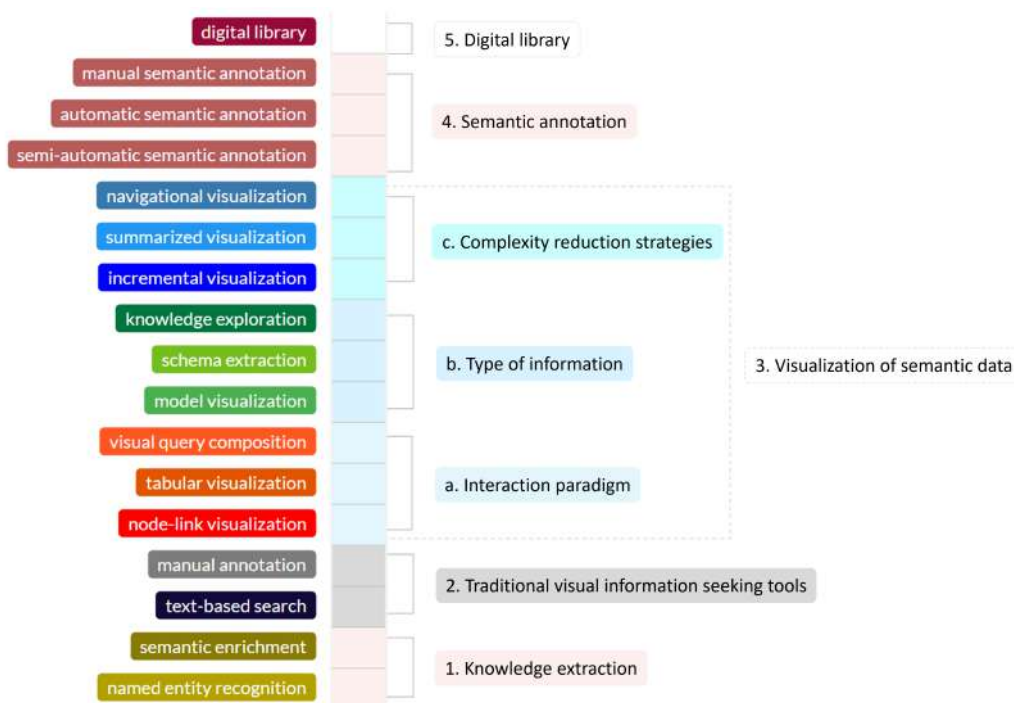 digital library
5. Digital library
manual semantic annotation
automatic semantic annotation
4. Semantic annotation
semi-automatic semantic annotation
navigational visualization
summarized visualization
c. Complexity reduction strategies
incremental visualization
knowledge exploration
schema extraction
b. Type of information
3. Visualization of semantic data
model visualization
visual query composition
tabular visualization
a. Interaction paradigm
node-link visualization
manual annotation
2. Traditional visual information seeking tools
text-based search
semantic enrichment
1. Knowledge extraction
named entity recognition